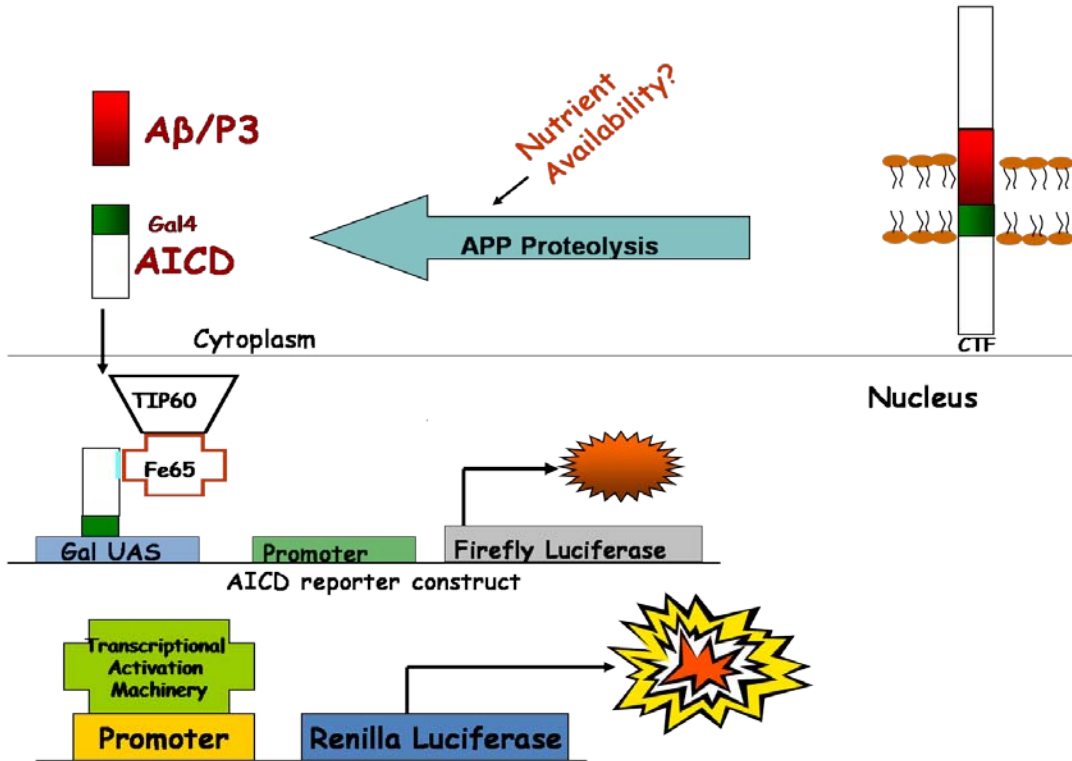 Nutrient
Availability?
Aβ/P3
Gal4
AICD
APP Proteolysis
CTF
Cytoplasm
Nucleus
TIP60
Fe65
Gal UAS
Promoter
Firefly Luciferase
AICD reporter construct
Transcriptional
Activation
Machinery
Promoter
Renilla Luciferase